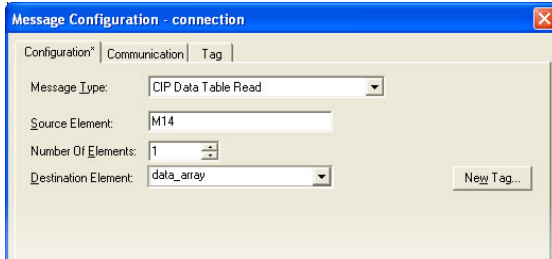 Message Configuration - connection
Configuration* Communication Tag
Message Type: CIP Data Table Read
Source Element: M14
Number Of Elements: 1
Destination Element: data_array New Tag...